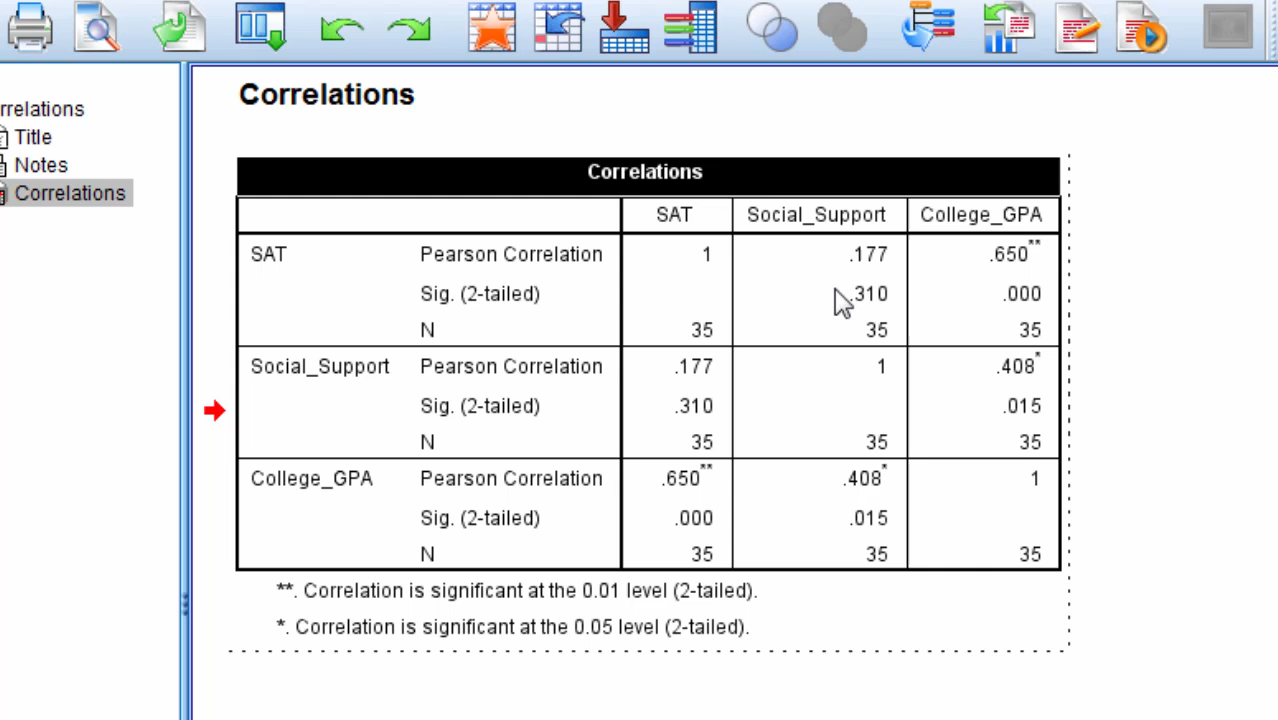 Correlations
rrelations
Title
Notes
Correlations
Correlations
SAT Social_Support College_GPA
SAT Pearson Correlation 1 .177 .650**
Sig. (2-tailed) .310 .000
N 35 35 35
Social_Support Pearson Correlation .177 1 .408*
Sig. (2-tailed) .310 .015
N 35 35 35
College_GPA Pearson Correlation .650** .408* 1
Sig. (2-tailed) .000 .015
N 35 35 35
**. Correlation is significant at the 0.01 level (2-tailed).
*. Correlation is significant at the 0.05 level (2-tailed).